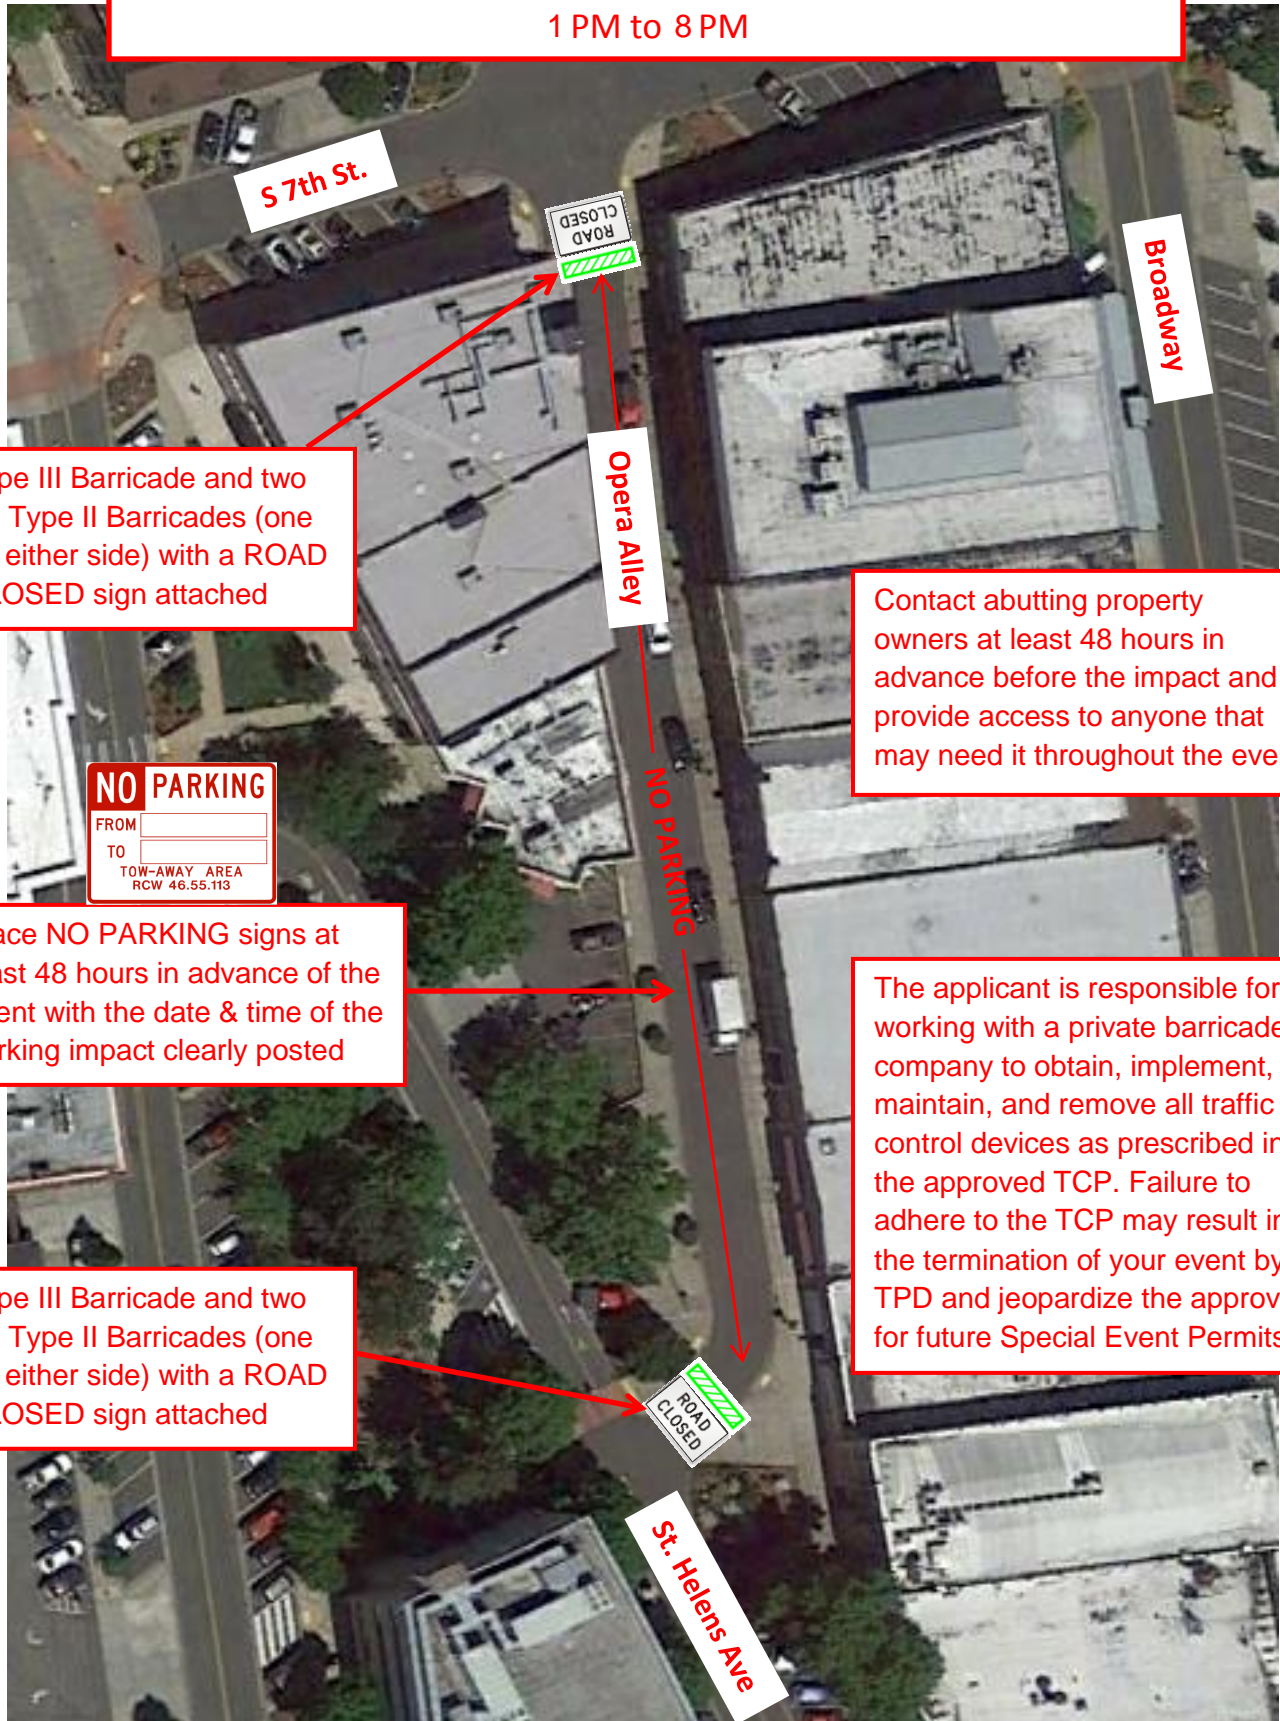 1 PM to 8 PM
S 7th St.
ROAD
CLOSED
Broadway
Opera Alley
pe III Barricade and two
Type II Barricades (one
either side) with a ROAD
LOSED sign attached
Contact abutting property
owners at least 48 hours in
advance before the impact and
provide access to anyone that
may need it throughout the eve
NO PARKING
NO PARKING
FROM
TO
TOW-AWAY AREA
RCW 46.55.113
ace NO PARKING signs at
ast 48 hours in advance of the
ent with the date & time of the
rking impact clearly posted
The applicant is responsible for
working with a private barricade
company to obtain, implement,
maintain, and remove all traffic
control devices as prescribed in
the approved TCP. Failure to
adhere to the TCP may result in
the termination of your event by
TPD and jeopardize the approv
for future Special Event Permits
pe III Barricade and two
Type II Barricades (one
either side) with a ROAD
LOSED sign attached
ROAD
CLOSED
St. Helens Ave